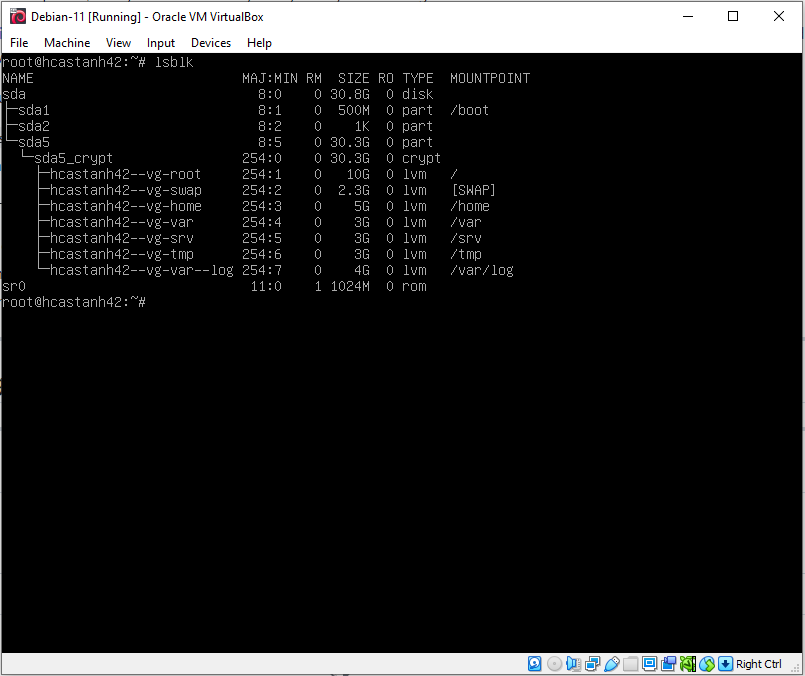 Debian-11 [Running] - Oracle VM VirtualBox
File Machine View Input Devices Help
root@hcastanh42:~# lsblk
NAME                          MAJ:MIN RM  SIZE RO TYPE  MOUNTPOINT
sda                             8:0    0 30.8G  0 disk
├─sda1                          8:1    0  500M  0 part  /boot
├─sda2                          8:2    0    1K  0 part
└─sda5                          8:5    0 30.3G  0 part
  └─sda5_crypt                254:0    0 30.3G  0 crypt
    ├─hcastanh42--vg-root     254:1    0   10G  0 lvm   /
    ├─hcastanh42--vg-swap     254:2    0  2.3G  0 lvm   [SWAP]
    ├─hcastanh42--vg-home     254:3    0    5G  0 lvm   /home
    ├─hcastanh42--vg-var      254:4    0    3G  0 lvm   /var
    ├─hcastanh42--vg-srv      254:5    0    3G  0 lvm   /srv
    ├─hcastanh42--vg-tmp      254:6    0    3G  0 lvm   /tmp
    └─hcastanh42--vg-var--log 254:7    0    4G  0 lvm   /var/log
sr0                            11:0    1 1024M  0 rom
root@hcastanh42:~#
Right Ctrl